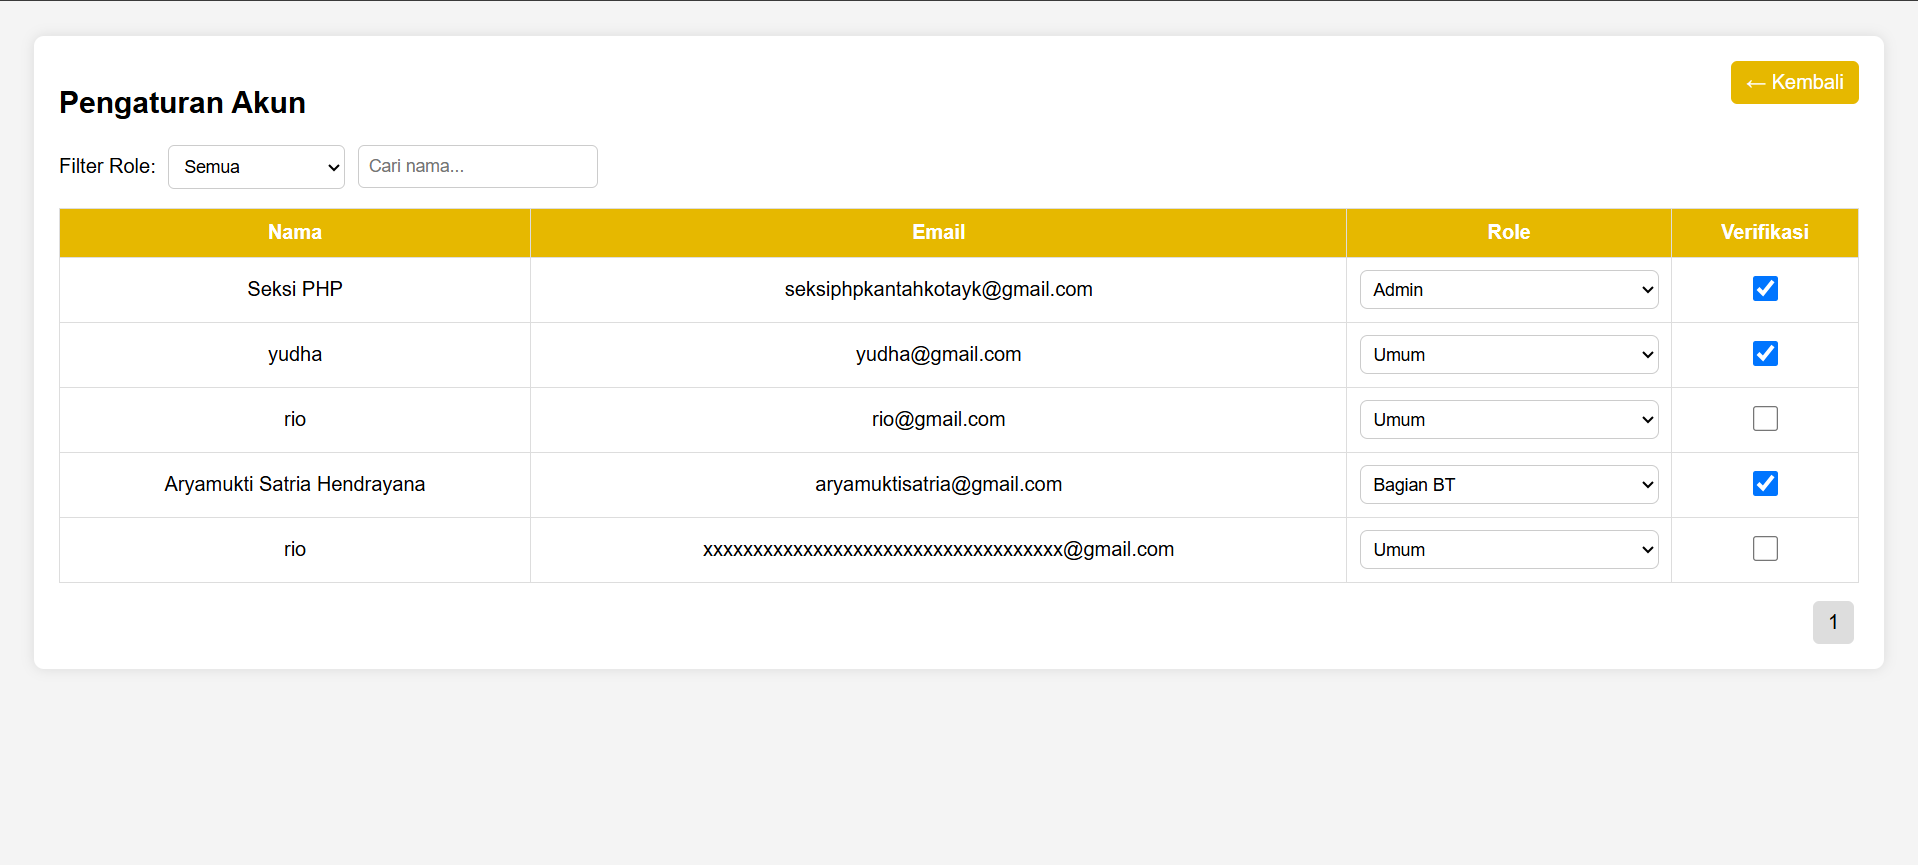 ← Kembali
Pengaturan Akun
Filter Role: Semua Cari nama...
Nama Email Role Verifikasi
Seksi PHP seksiphpkantahkotayk@gmail.com Admin
yudha yudha@gmail.com Umum
rio rio@gmail.com Umum
Aryamukti Satria Hendrayana aryamuktisatria@gmail.com Bagian BT
rio xxxxxxxxxxxxxxxxxxxxxxxxxxxxxxxxxxxx@gmail.com Umum
1